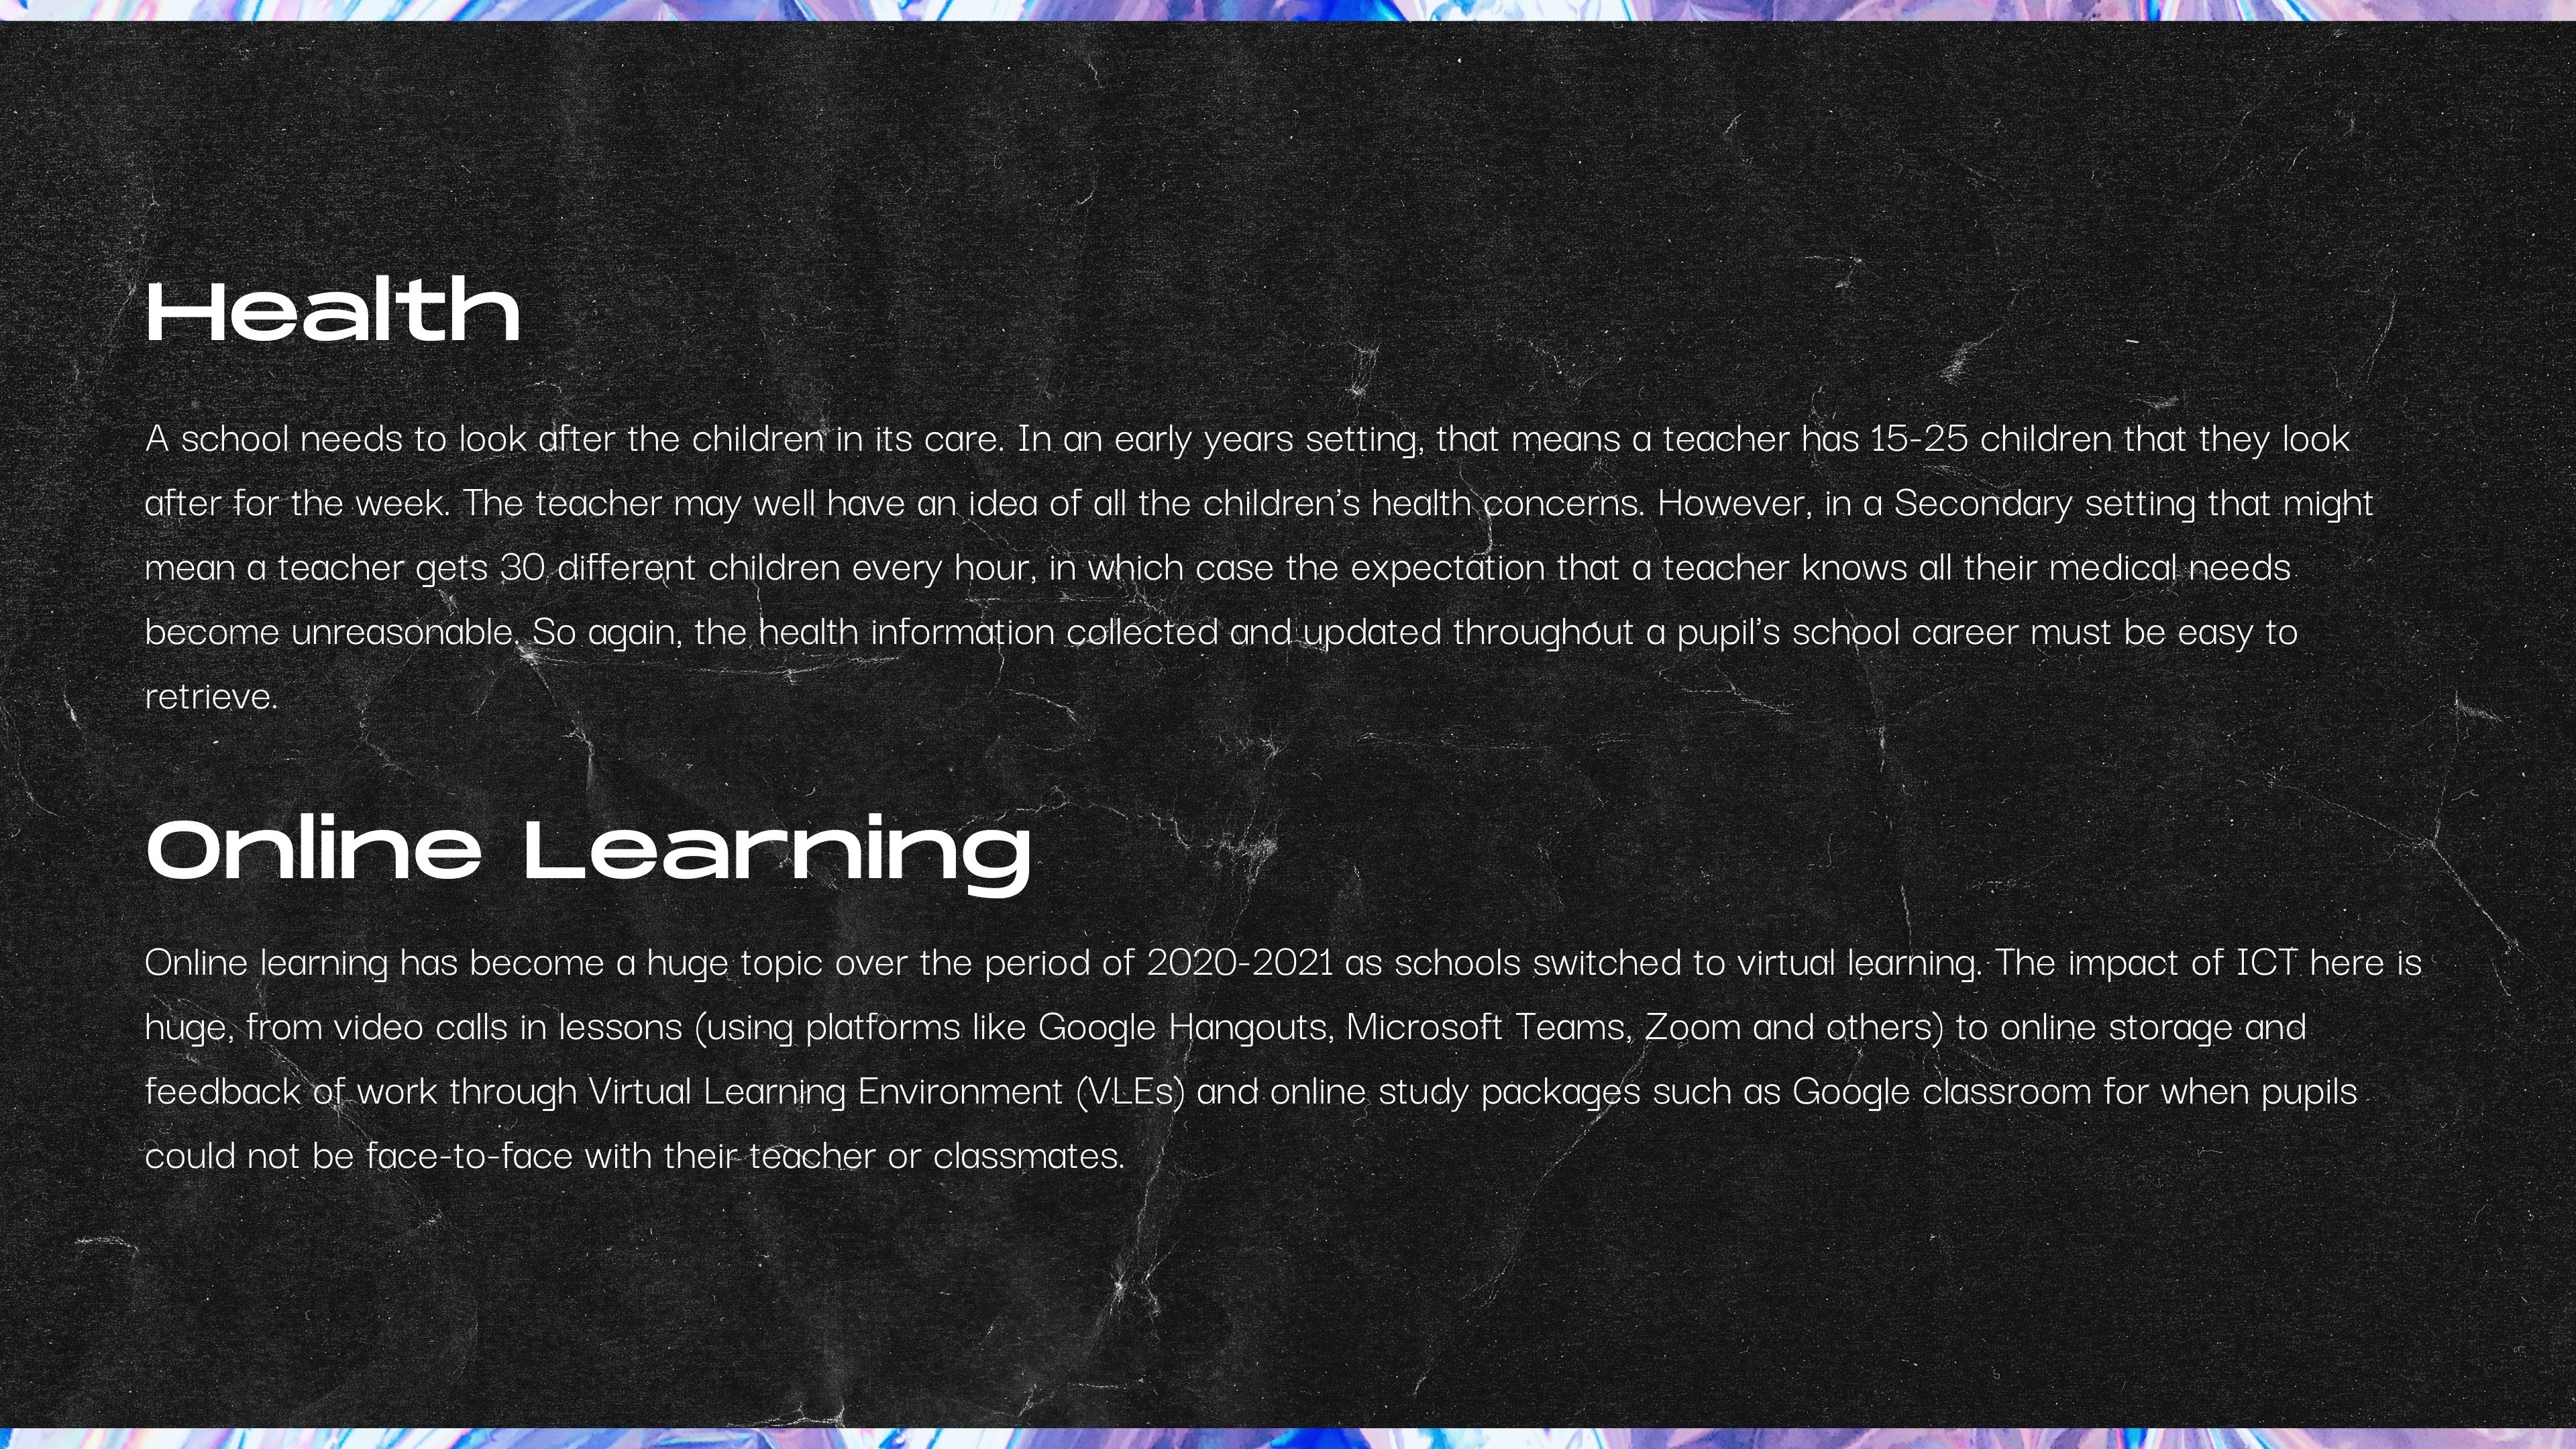 Health
A school needs to look after the children in its care. In an early years setting, that means a teacher has 15-25 children that they look
after for the week. The teacher may well have an idea of all the children's health concerns. However, in a Secondary setting that might
mean a teacher gets 30 different children every hour, in which case the expectation that a teacher knows all their medical needs
become unreasonable. So again, the health information collected and updated throughout a pupil's school career must be easy to
retrieve.
Online Learning
Online learning has become a huge topic over the period of 2020-2021 as schools switched to virtual learning. The impact of ICT here is
huge, from video calls in lessons (using platforms like Google Hangouts, Microsoft Teams, Zoom and others) to online storage and
feedback of work through Virtual Learning Environment (VLEs) and online study packages such as Google classroom for when pupils
could not be face-to-face with their teacher or classmates.